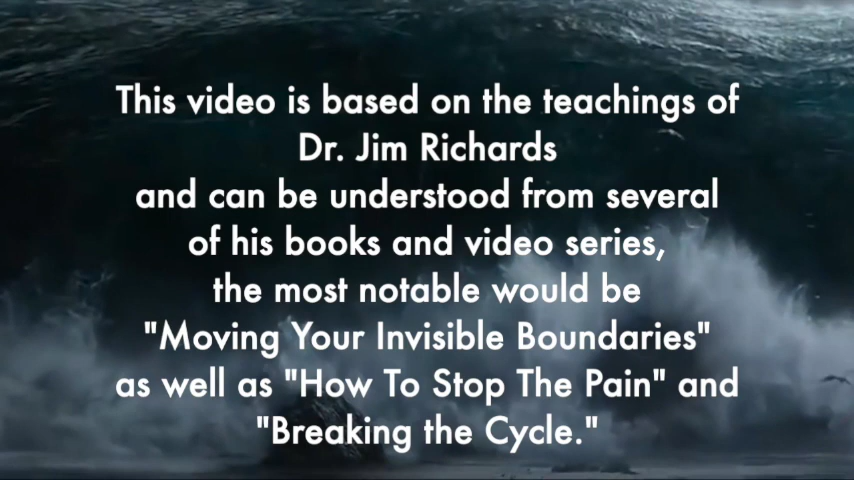 This video is based on the teachings of
Dr. Jim Richards
and can be understood from several
of his books and video series,
the most notable would be
"Moving Your Invisible Boundaries"
as well as "How To Stop The Pain" and
"Breaking the Cycle."